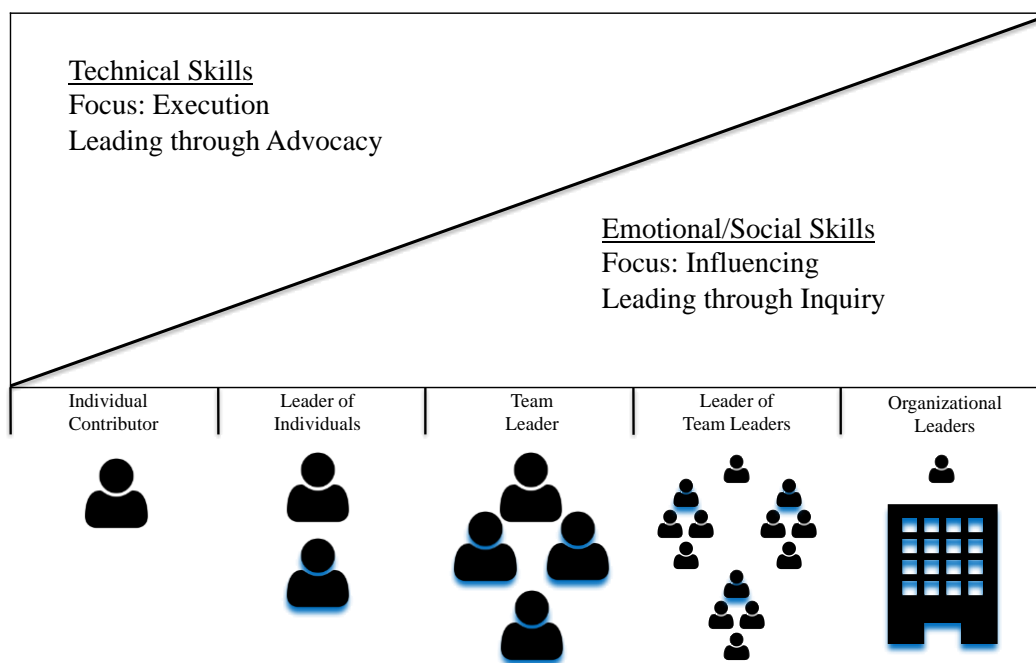 Technical Skills
Focus: Execution
Leading through Advocacy
Emotional/Social Skills
Focus: Influencing
Leading through Inquiry
Individual
Contributor
Leader of
Individuals
Team
Leader
Leader of
Team Leaders
Organizational
Leaders